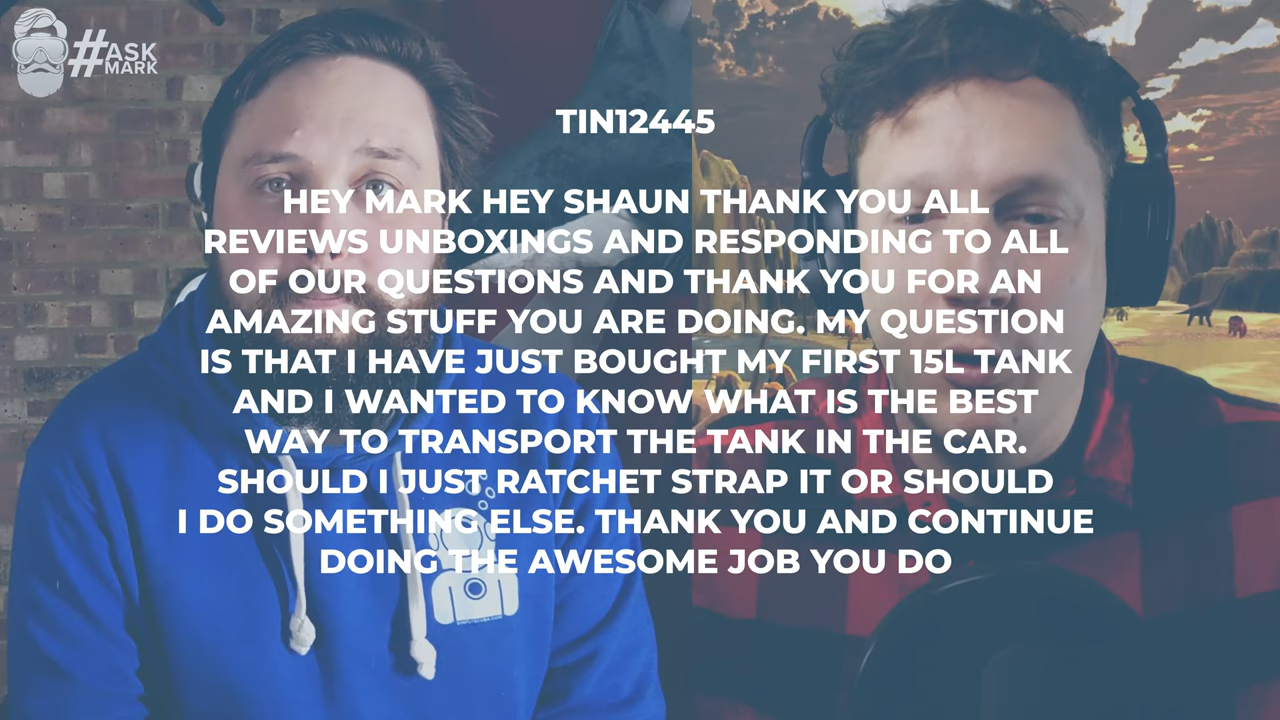 #ASK
MARK
TIN12445
HEY MARK HEY SHAUN THANK YOU ALL
REVIEWS UNBOXINGS AND RESPONDING TO ALL
OF OUR QUESTIONS AND THANK YOU FOR AN
AMAZING STUFF YOU ARE DOING. MY QUESTION
IS THAT I HAVE JUST BOUGHT MY FIRST 15L TANK
AND I WANTED TO KNOW WHAT IS THE BEST
WAY TO TRANSPORT THE TANK IN THE CAR.
SHOULD I JUST RATCHET STRAP IT OR SHOULD
I DO SOMETHING ELSE. THANK YOU AND CONTINUE
DOING THE AWESOME JOB YOU DO